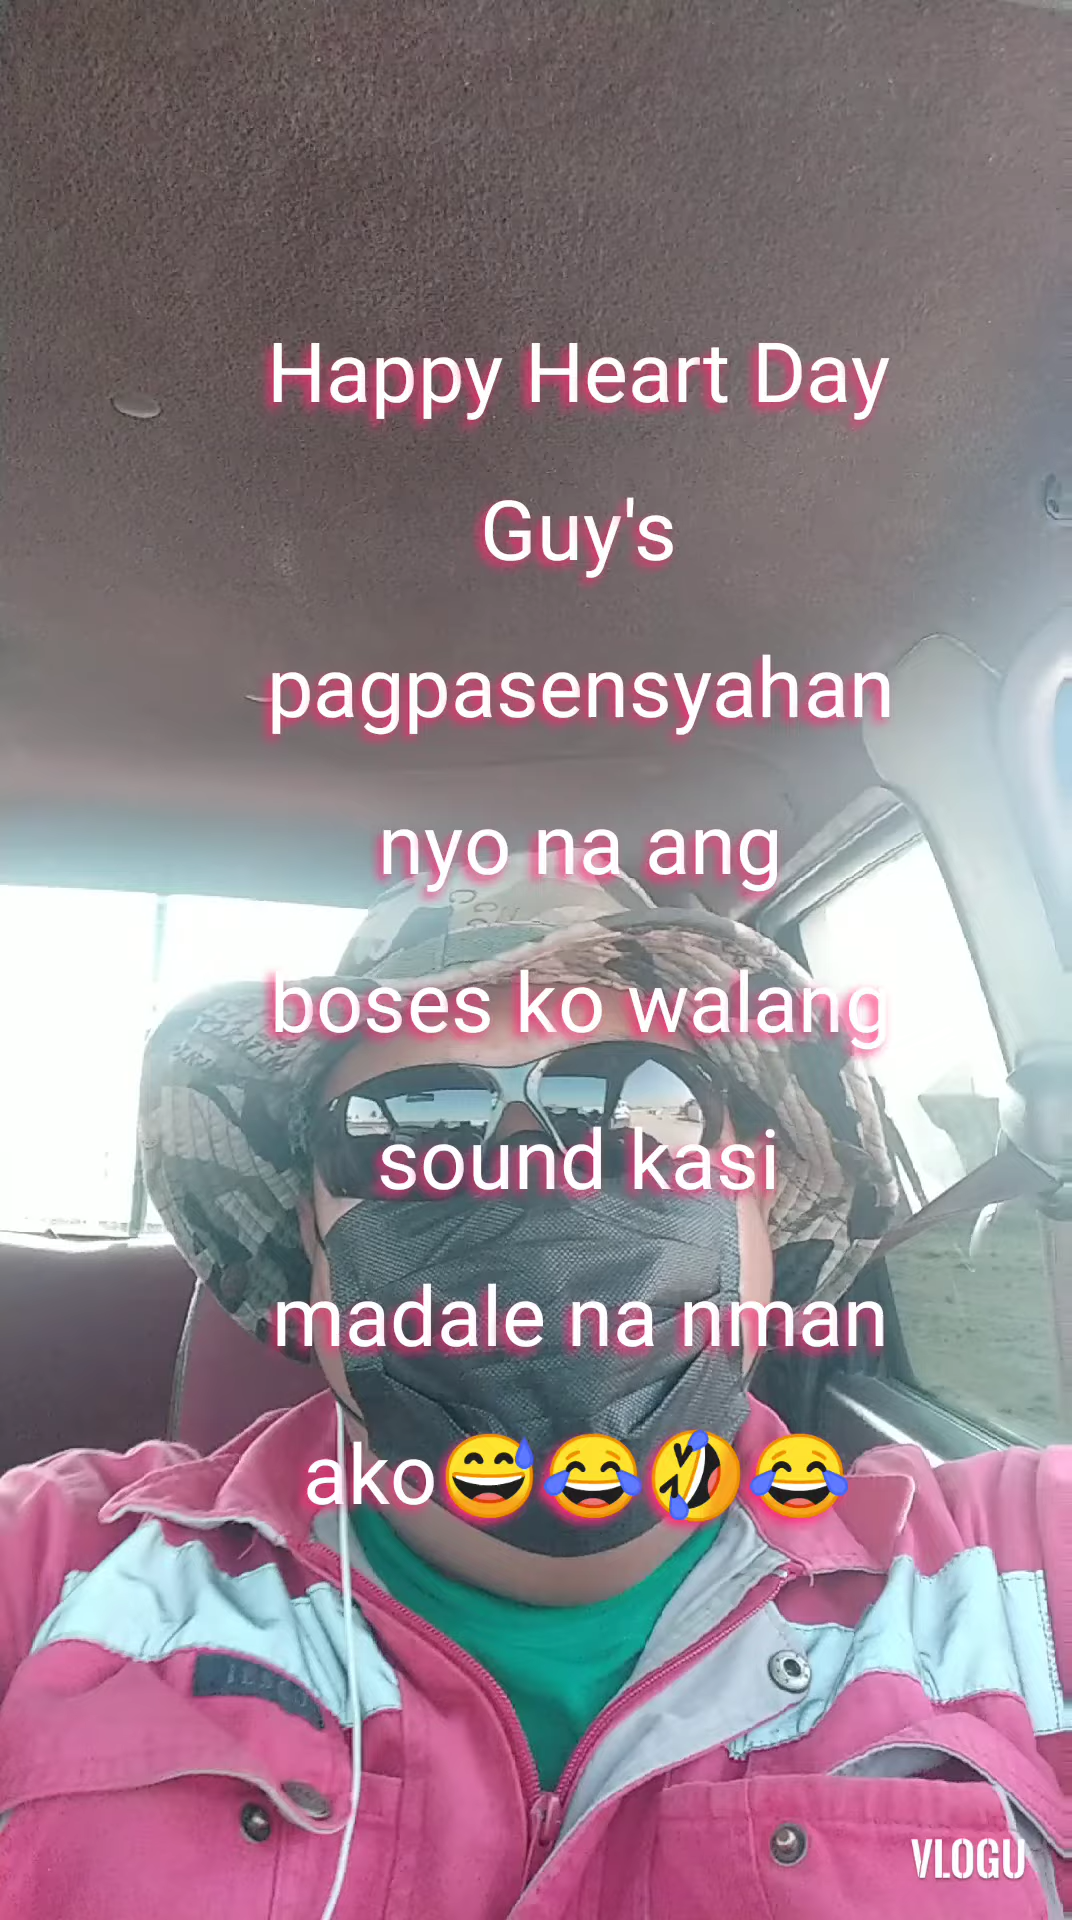 Happy Heart Day
Guy's
pagpasensyahan
nyo na ang
boses ko walang
sound kasi
madale na nman
ako😅😂🤣😂
VLOGU